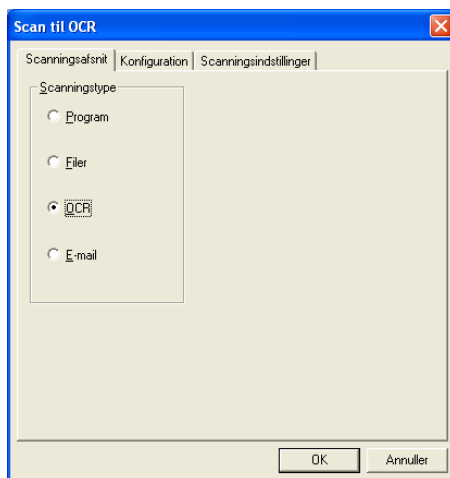 Scan til OCR
Scanningsafsnit Konfiguration Scanningsindstillinger
Scanningstype
Program
Filer
OCR
E-mail
OK Annuller